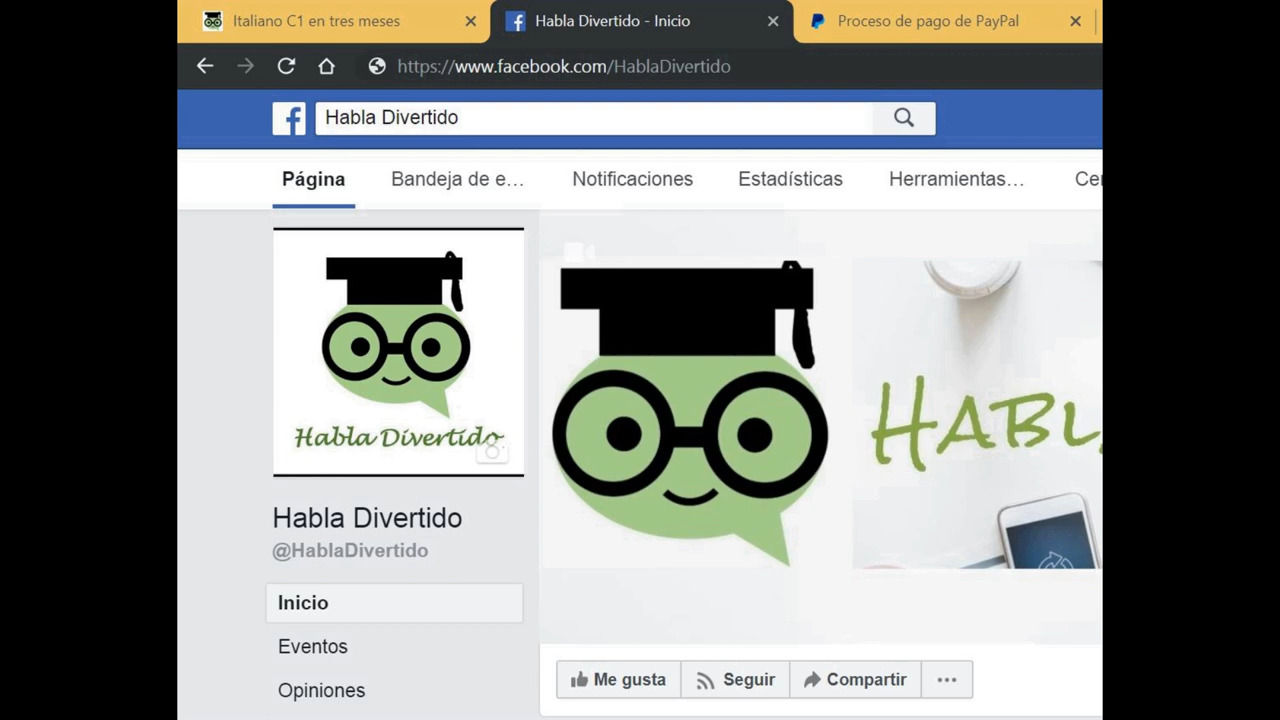 Italiano C1 en tres meses
Habla Divertido - Inicio
Proceso de pago de PayPal
https://www.facebook.com/HablaDivertido
Habla Divertido
Página Bandeja de e... Notificaciones Estadísticas Herramientas...
Habla Divertido
Habla Divertido
@HablaDivertido
Inicio
Eventos
Opiniones
Me gusta Seguir Compartir ...